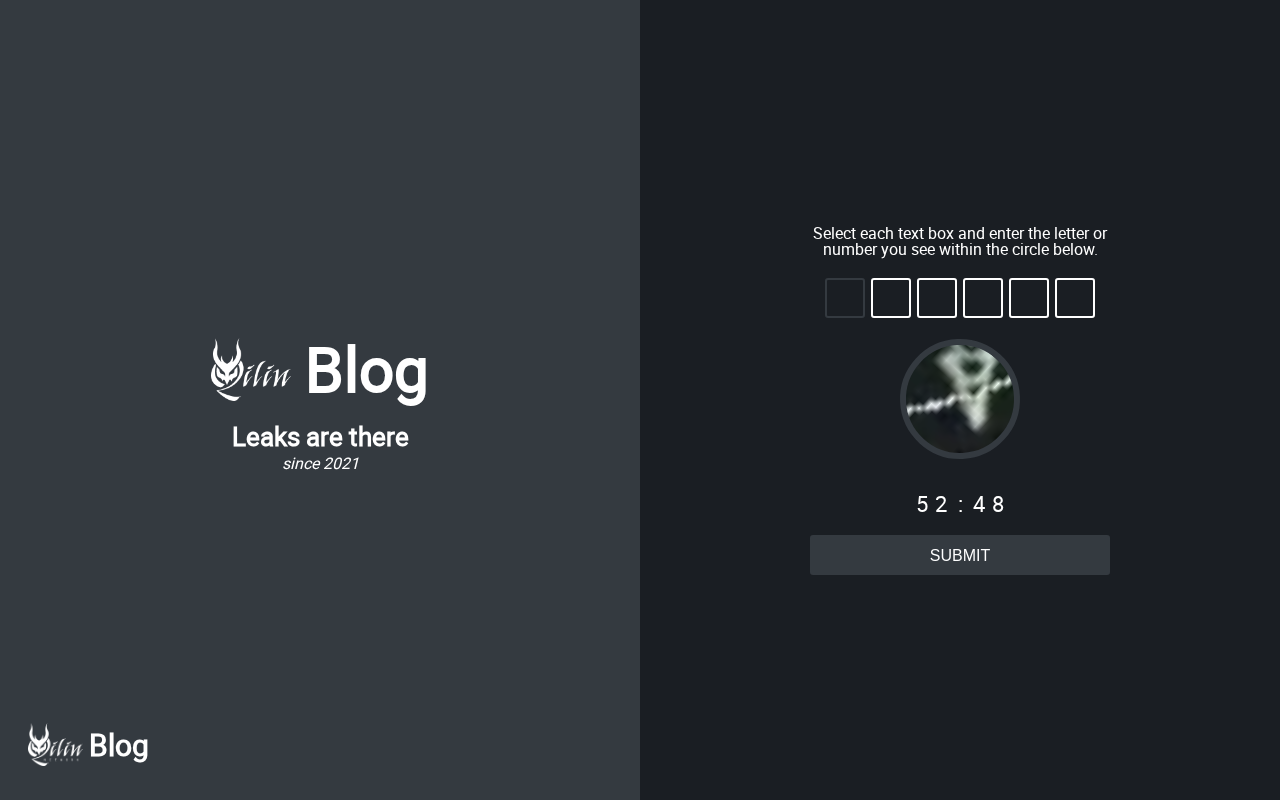 Select each text box and enter the letter or
number you see within the circle below.
Qilin Blog
Leaks are there
since 2021
52:48
SUBMIT
Qilin Blog